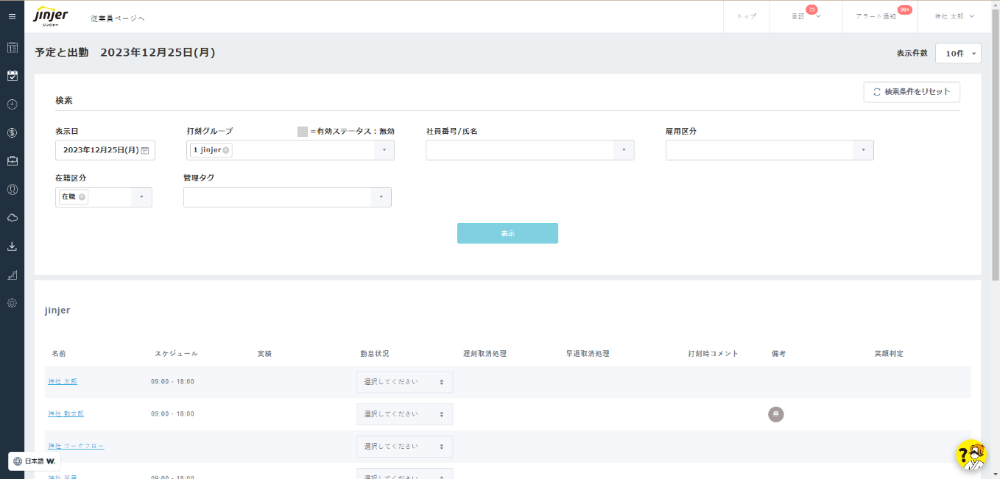 jinjer
ジンジャー
従業員ページへ
トップ
承認
73
アラート通知
99+
神社 太郎
予定と出勤　2023年12月25日(月)
表示件数
10件
検索
検索条件をリセット
表示日
打刻グループ
=有効ステータス：無効
社員番号/氏名
雇用区分
2023年12月25日(月)
1 jinjer
在籍区分
管理タグ
在職
表示
jinjer
名前 スケジュール 実績 勤怠状況 遅刻取消処理 早退取消処理 打刻時コメント 備考 笑顔判定
神社 太郎 09:00 - 18:00 選択してください
神社 勤太郎 09:00 - 18:00 選択してください 無
神社 ワークフロー 選択してください
神社 09:00 - 18:00 選択してください
日本語 W.
15
?